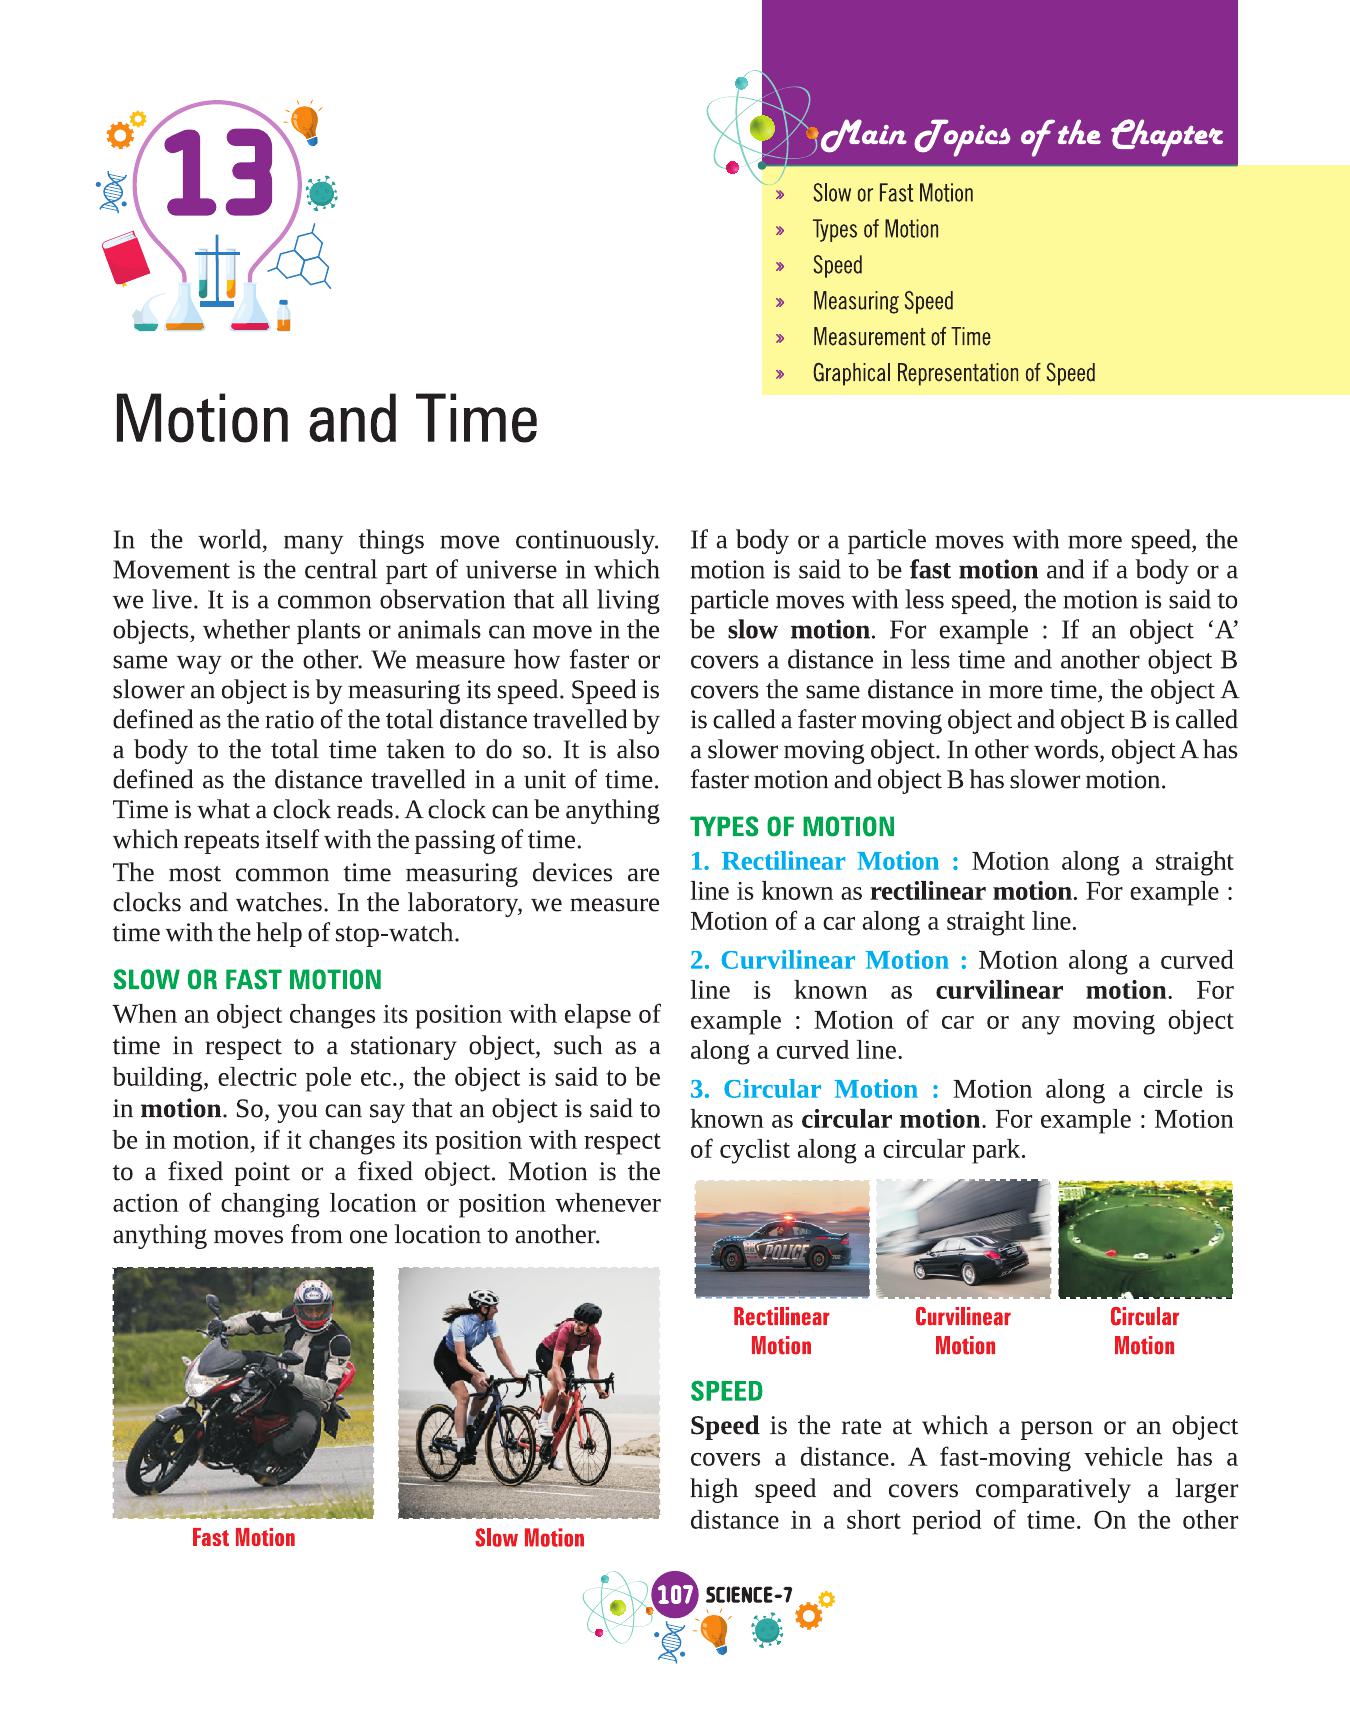 13
Main Topics of the Chapter
» Slow or Fast Motion
» Types of Motion
» Speed
» Measuring Speed
» Measurement of Time
» Graphical Representation of Speed
Motion and Time
In the world, many things move continuously.
Movement is the central part of universe in which
we live. It is a common observation that all living
objects, whether plants or animals can move in the
same way or the other. We measure how faster or
slower an object is by measuring its speed. Speed is
defined as the ratio of the total distance travelled by
a body to the total time taken to do so. It is also
defined as the distance travelled in a unit of time.
Time is what a clock reads. A clock can be anything
which repeats itself with the passing of time.
The most common time measuring devices are
clocks and watches. In the laboratory, we measure
time with the help of stop-watch.
SLOW OR FAST MOTION
When an object changes its position with elapse of
time in respect to a stationary object, such as a
building, electric pole etc., the object is said to be
in motion. So, you can say that an object is said to
be in motion, if it changes its position with respect
to a fixed point or a fixed object. Motion is the
action of changing location or position whenever
anything moves from one location to another.
Fast Motion
Slow Motion
If a body or a particle moves with more speed, the
motion is said to be fast motion and if a body or a
particle moves with less speed, the motion is said to
be slow motion. For example : If an object ‘A’
covers a distance in less time and another object B
covers the same distance in more time, the object A
is called a faster moving object and object B is called
a slower moving object. In other words, object A has
faster motion and object B has slower motion.
TYPES OF MOTION
1. Rectilinear Motion : Motion along a straight
line is known as rectilinear motion. For example :
Motion of a car along a straight line.
2. Curvilinear Motion : Motion along a curved
line is known as curvilinear motion. For
example : Motion of car or any moving object
along a curved line.
3. Circular Motion : Motion along a circle is
known as circular motion. For example : Motion
of cyclist along a circular park.
POLICE
Rectilinear
Motion
Curvilinear
Motion
Circular
Motion
SPEED
Speed is the rate at which a person or an object
covers a distance. A fast-moving vehicle has a
high speed and covers comparatively a larger
distance in a short period of time. On the other
107 SCIENCE-7